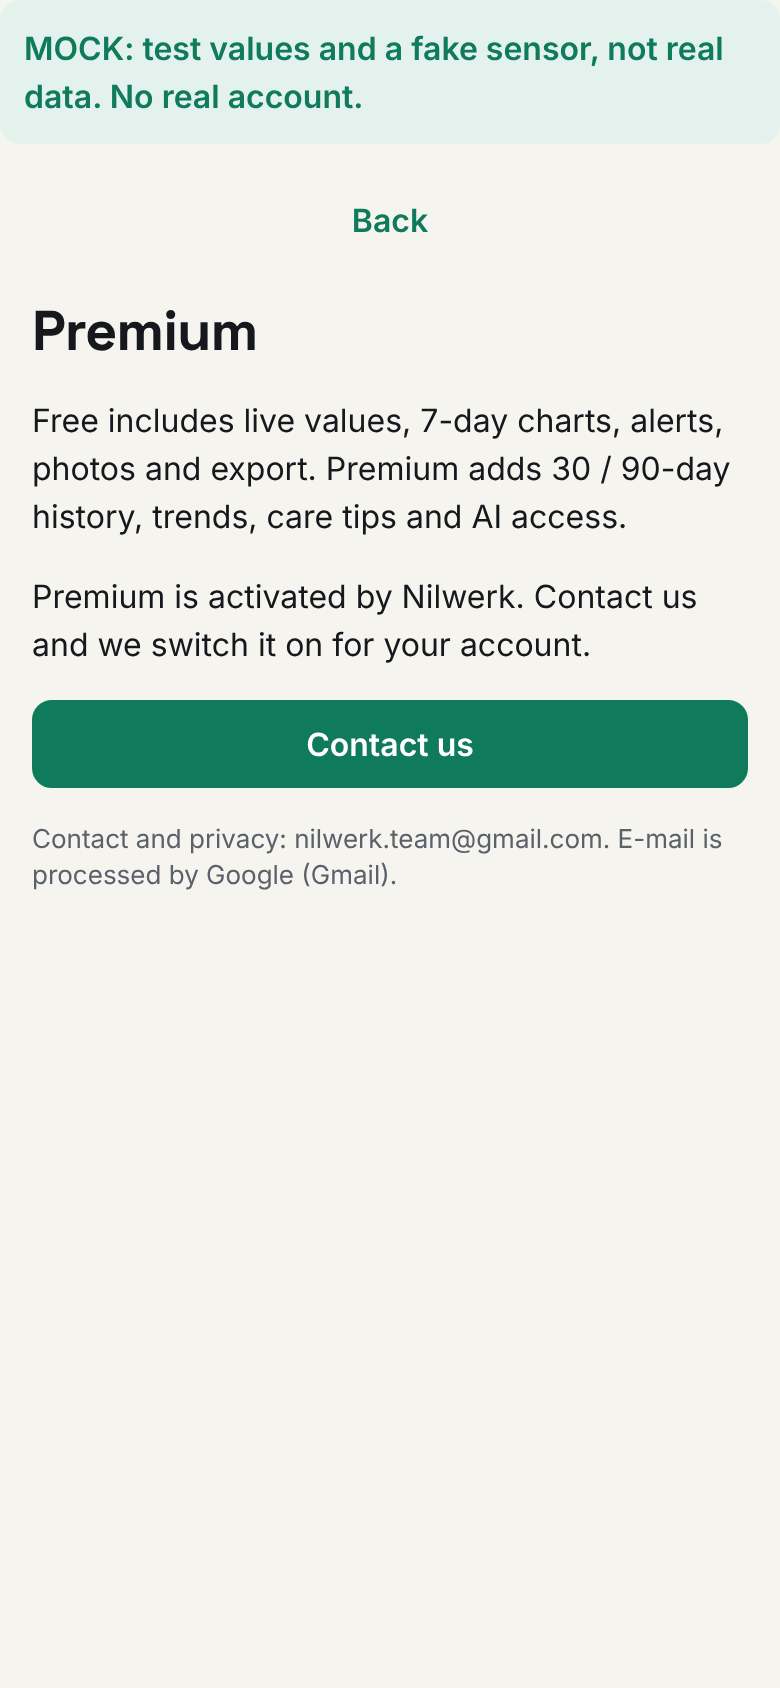 MOCK: test values and a fake sensor, not real
data. No real account.
Back
Premium
Free includes live values, 7-day charts, alerts,
photos and export. Premium adds 30 / 90-day
history, trends, care tips and AI access.
Premium is activated by Nilwerk. Contact us
and we switch it on for your account.
Contact us
Contact and privacy: nilwerk.team@gmail.com. E-mail is
processed by Google (Gmail).